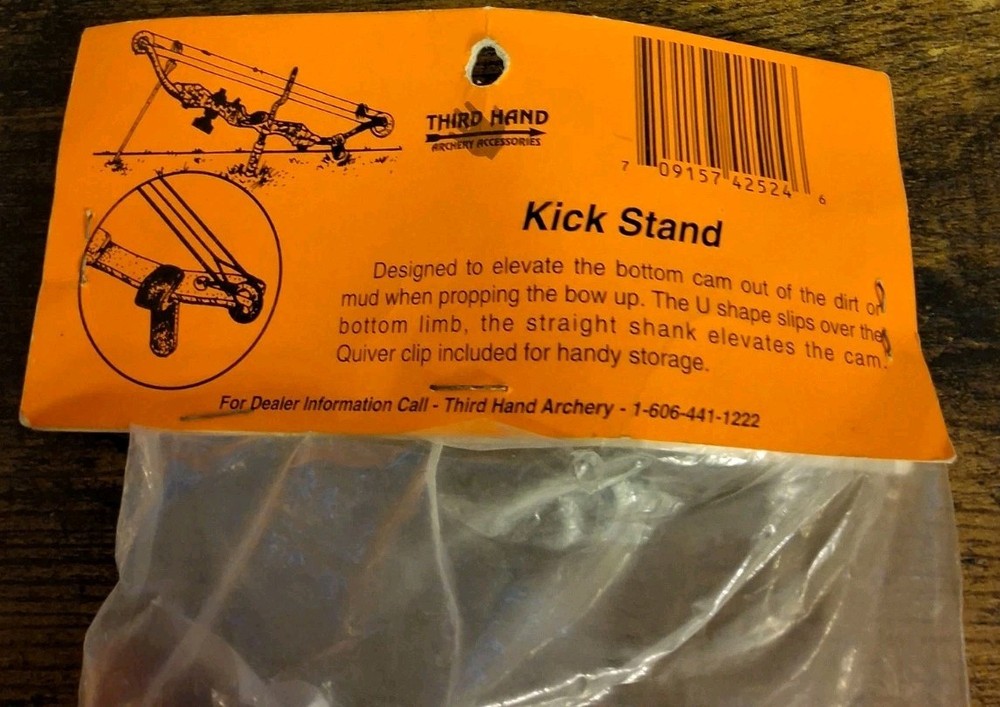 THIRD HAND
ARCHERY ACCESSORIES
7 09157 42524 6
Kick Stand
Designed to elevate the bottom cam out of the dirt or
mud when propping the bow up. The U shape slips over the
bottom limb, the straight shank elevates the cam.
Quiver clip included for handy storage.
For Dealer Information Call - Third Hand Archery - 1-606-441-1222